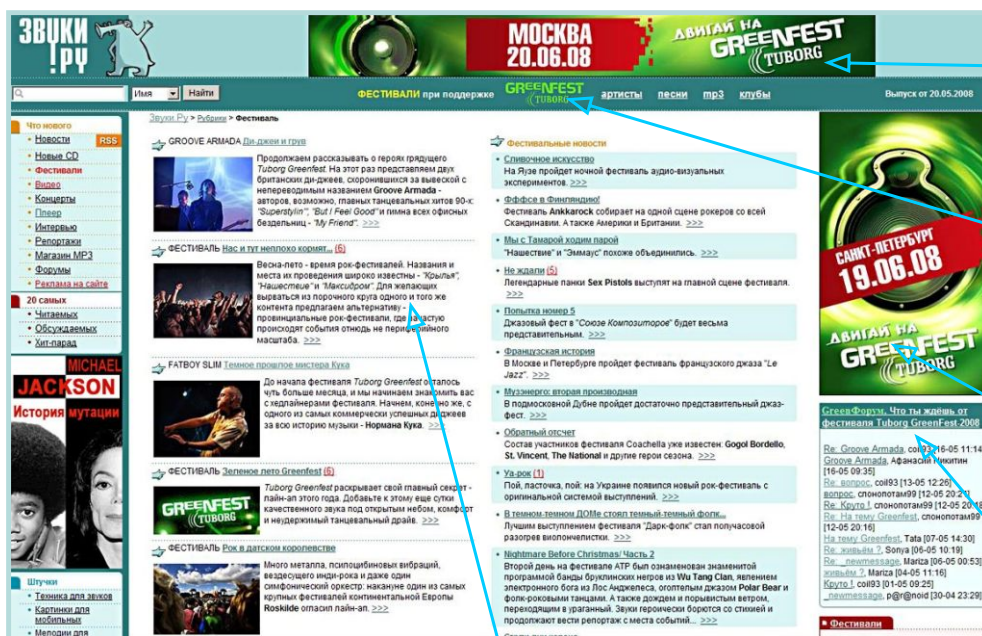 ЗВУКИ
!РУ
МОСКВА
20.06.08
ДВИГАЙ НА
GREENFEST
TUBORG
Имя
Найти
ФЕСТИВАЛИ при поддержке
GREENFEST
TUBORG
артисты песни mp3 клубы
Выпуск от 20.05.2008
Что нового
• Новости RSS
• Новые CD
• Фестивали
• Видео
• Концерты
• Плеер
• Интервью
• Репортажи
• Магазин MP3
• Форумы
• Реклама на сайте
20 самых
• Читаемых
• Обсуждаемых
• Хит-парад
MICHAEL
JACKSON
История мутации
Штучки
• Техника для звуков
• Картинки для
мобильных
• Мелодии для
Звуки.Ру > Рубрики > Фестиваль
GROOVE ARMADA Ди-джеи и грув
Продолжаем рассказывать о героях грядущего
Tuborg Greenfest. На этот раз представляем двух
британских ди-джеев, скоронившихся за вывеской с
непереводимым названием Groove Armada -
авторов, возможно, главных танцевальных хитов 90-х:
"Superstylin'", "But I Feel Good" и гимна всех офисных
бездельниц - "My Friend". >>>
ФЕСТИВАЛЬ Нас и тут неплохо кормят... (6)
Весна-лето - время рок-фестивалей. Названия и
места их проведения широко известны - "Крылья",
"Нашествие" и "Максидром". Для желающих
вырваться из порочного круга одного и того же
контента предлагаем альтернативу -
провинциальные рок-фестивали, где зачастую
происходят события отнюдь не периферийного
масштаба. >>>
FATBOY SLIM Темное прошлое мистера Кука
До начала фестиваля Tuborg Greenfest осталось
чуть больше месяца, и мы начинаем знакомить вас
с хедлайнерами фестиваля. Начнем, конечно же, с
одного из самых коммерчески успешных диджеев
за всю историю музыки - Нормана Кука. >>>
ФЕСТИВАЛЬ Зеленое лето Greenfest (6)
GREENFEST
TUBORG
Tuborg Greenfest раскрывает свой главный секрет -
лайн-ап этого года. Добавьте к этому еще сутки
качественного звука под открытым небом, комфорт
и неудержимый танцевальный драйв. >>>
ФЕСТИВАЛЬ Рок в датском королевстве
Много металла, псилоцибиновых вибраций,
вездесущего инди-рока и даже один
симфонический оркестр: накануне один из самых
крупных фестивалей континентальной Европы
Roskilde огласил лайн-ап. >>>
Фестивальные новости
• Сливочное искусство
На Яузе пройдет ночной фестиваль аудио-визуальных
экспериментов. >>>
• Фффсе в Финляндию!
Фестиваль Ankkarock собирает на одной сцене рокеров со всей
Скандинавии. А также Америки и Британии. >>>
• Мы с Тамарой ходим парой
"Нашествие" и "Эммаус" похоже объединились. >>>
• Не ждали (5)
Легендарные панки Sex Pistols выступят на главной сцене фестиваля.
>>>
• Попытка номер 5
Джазовый фест в "Союзе Композиторов" будет весьма
представительным. >>>
• Французская история
В Москве и Петербурге пройдет фестиваль французского джаза "Le
Jazz". >>>
• Музэнерго: вторая производная
В подмосковной Дубне пройдет достаточно представительный джаз-
фест. >>>
• Обратный отсчет
Состав участников фестиваля Coachella уже известен: Gogol Bordello,
St. Vincent, The National и другие герои сезона. >>>
• Уа-рок (1)
Пой, ласточка, пой: на Украине появился новый рок-фестиваль с
оригинальной системой выступлений. >>>
• В темном-темном ДОМе стоял темный-темный фолк...
Лучшим выступлением фестиваля "Дарк-фолк" стал получасовой
разогрев виолончелистки. >>>
• Nightmare Before Christmas/ Часть 2
Второй день на фестивале ATP был ознаменован знаменитой
программой банды бруклинских негров из Wu Tang Clan, явлением
электронного бога из Лос Анджелеса, оголтелым джазом Polar Bear и
фолк-роковыми танцами. А также дождем и порывистым ветром,
переходящим в ураганный. Звуки героически борются со стихией и
продолжают вести репортаж с места событий... >>>
САНКТ-ПЕТЕРБУРГ
19.06.08
ДВИГАЙ НА
GREENFEST
TUBORG
GreenФорум. Что ты ждёшь от
фестиваля Tuborg GreenFest-2008
Re: Groove Armada, coil93 [16-05 11:14]
Groove Armada, Афанасий Никитин
[16-05 09:35]
Re: вопрос, coil93 [13-05 12:26]
вопрос, слонопотам99 [12-05 20:21]
Re: Круто !, слонопотам99 [12-05 20:18]
Re: На тему Greenfest, слонопотам99
[12-05 20:16]
На тему Greenfest, Tata [07-05 14:30]
Re: живьём ?, Sonya [06-05 10:19]
Re: _newmessage, Mariza [06-05 00:53]
живьём ?, Mariza [04-05 11:16]
Круто !, coil93 [01-05 09:25]
_newmessage, p@r@noid [30-04 23:29]
• Фестивали